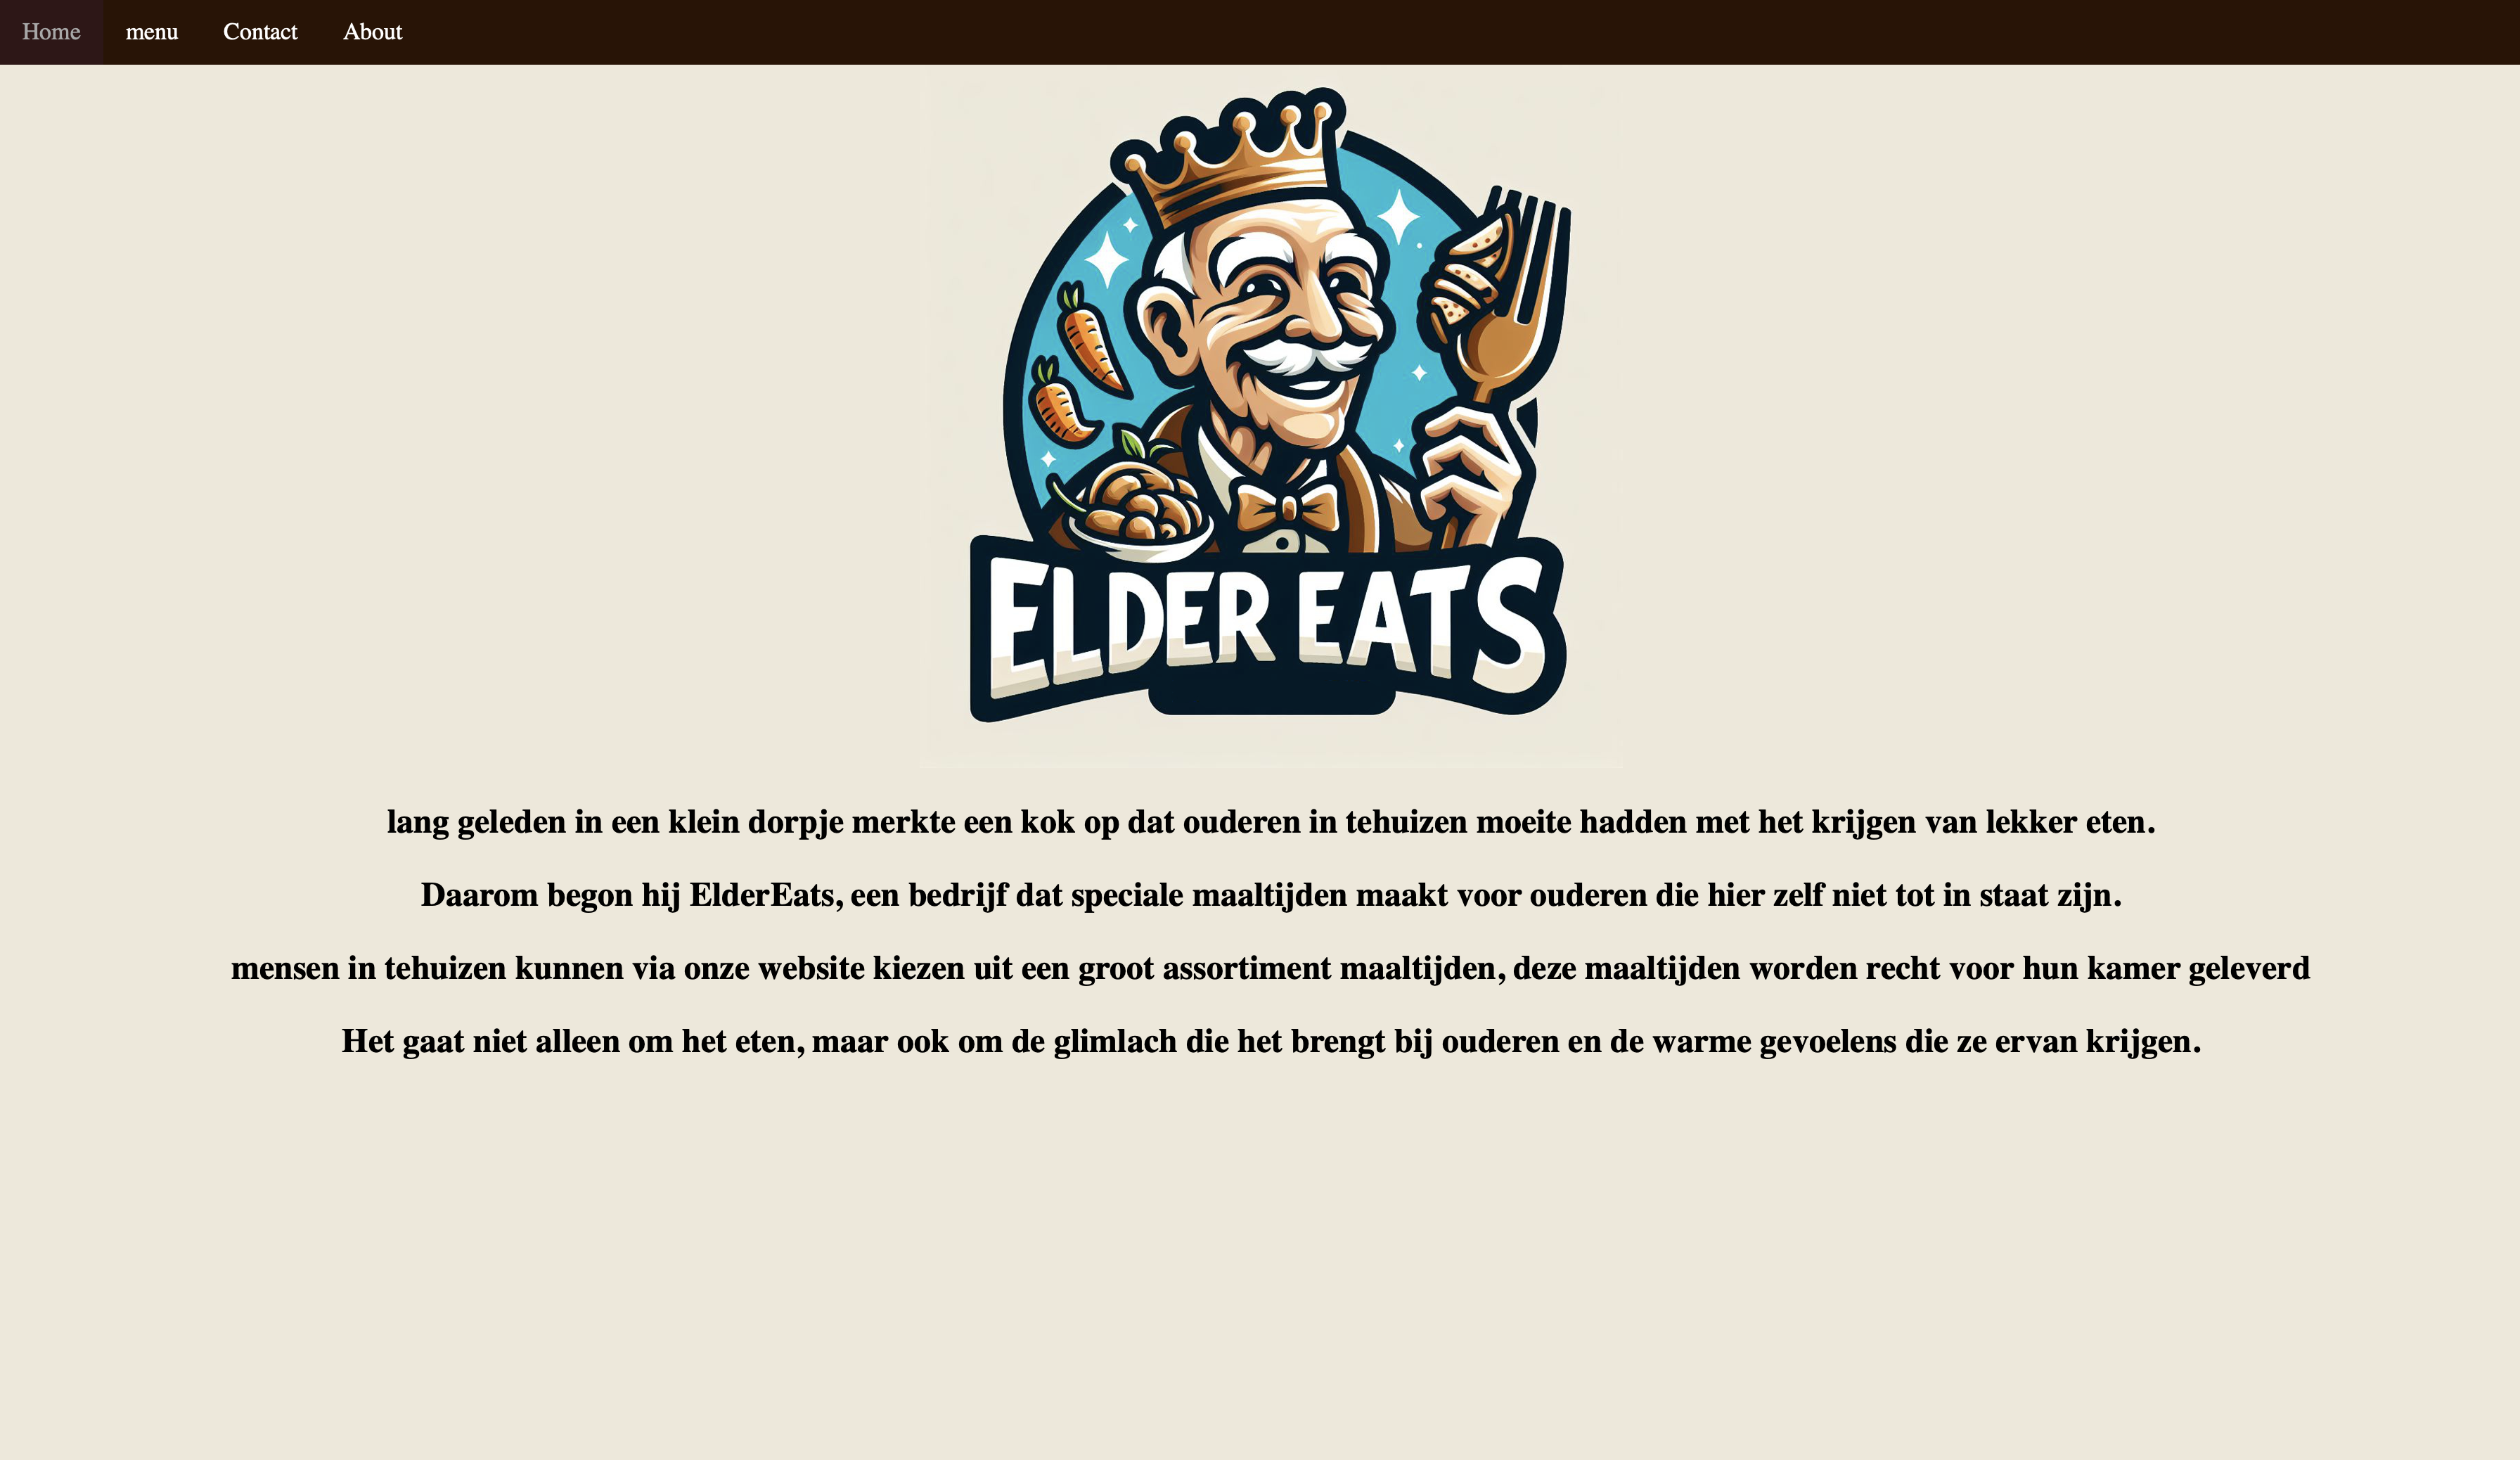 Home menu Contact About
ELDER EATS
lang geleden in een klein dorpje merkte een kok op dat ouderen in tehuizen moeite hadden met het krijgen van lekker eten.
Daarom begon hij ElderEats, een bedrijf dat speciale maaltijden maakt voor ouderen die hier zelf niet tot in staat zijn.
mensen in tehuizen kunnen via onze website kiezen uit een groot assortiment maaltijden, deze maaltijden worden recht voor hun kamer geleverd
Het gaat niet alleen om het eten, maar ook om de glimlach die het brengt bij ouderen en de warme gevoelens die ze ervan krijgen.